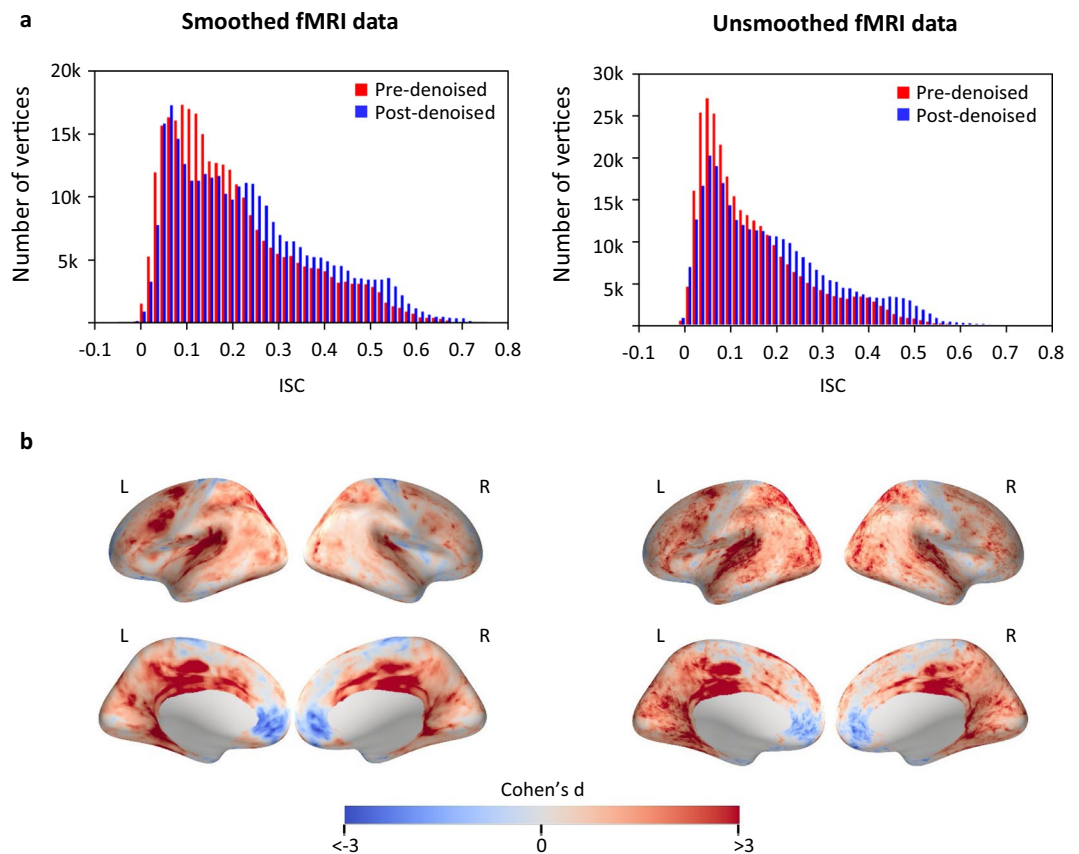 a
Smoothed fMRI data
Unsmoothed fMRI data
20k
15k
10k
5k
Number of vertices
Pre-denoised
Post-denoised
-0.1 0 0.1 0.2 0.3 0.4 0.5 0.6 0.7 0.8
ISC
30k
25k
20k
15k
10k
5k
Number of vertices
Pre-denoised
Post-denoised
-0.1 0 0.1 0.2 0.3 0.4 0.5 0.6 0.7 0.8
ISC
b
L R
L R
L R
L R
Cohen's d
<-3 0 >3